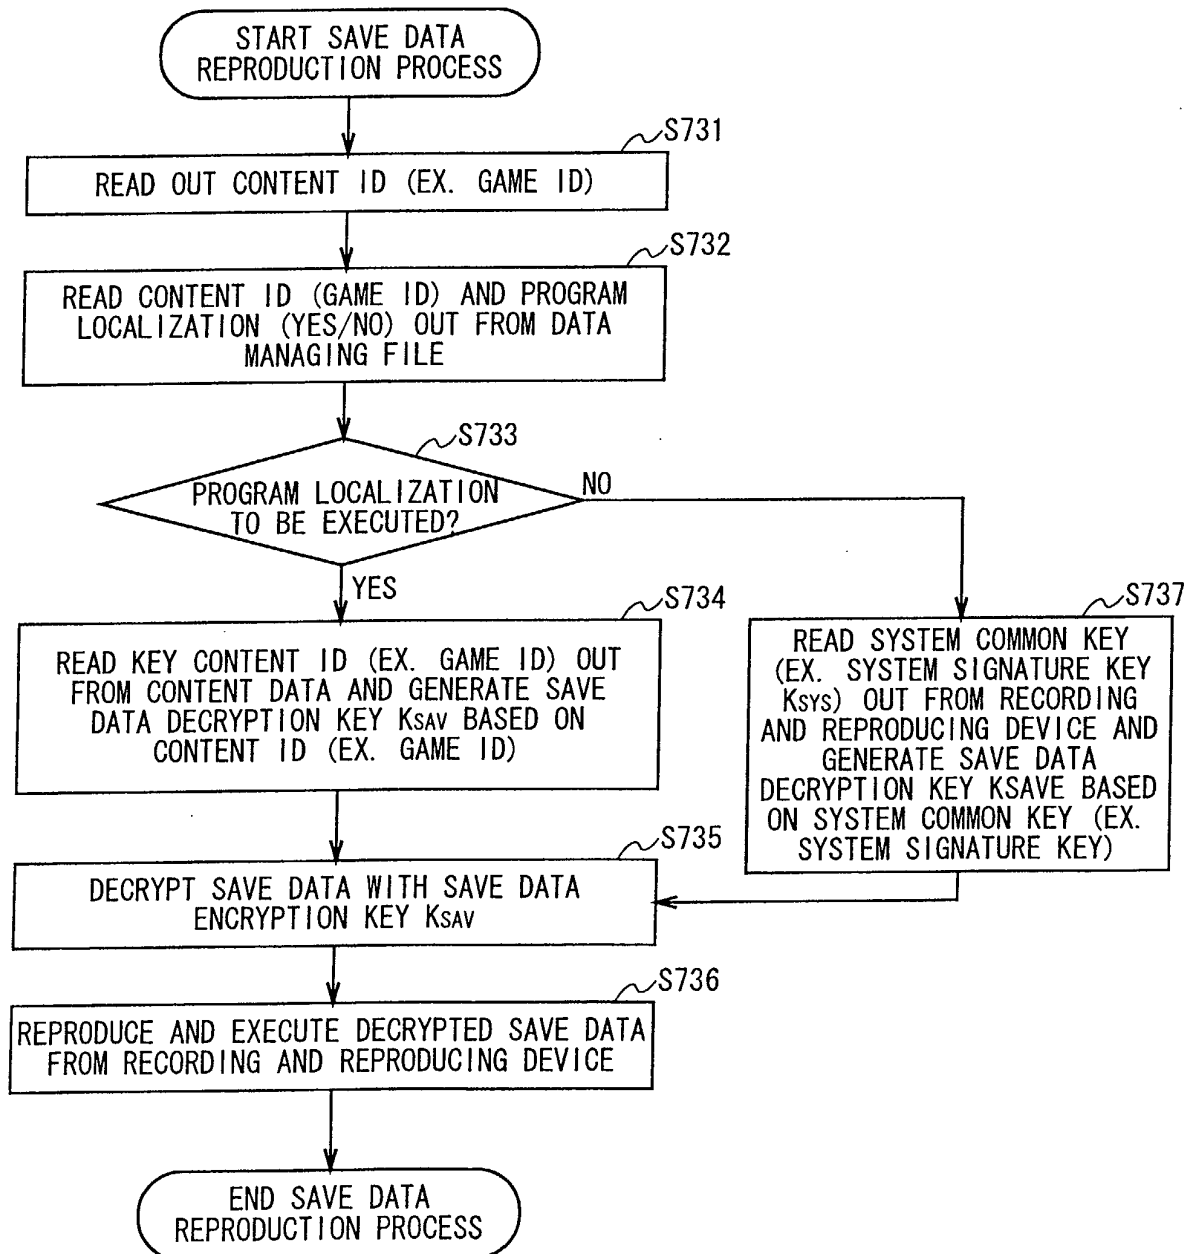 START SAVE DATA
REPRODUCTION PROCESS
S731
READ OUT CONTENT ID (EX. GAME ID)
S732
READ CONTENT ID (GAME ID) AND PROGRAM
LOCALIZATION (YES/NO) OUT FROM DATA
MANAGING FILE
S733
PROGRAM LOCALIZATION
TO BE EXECUTED?
NO
YES
S734
READ KEY CONTENT ID (EX. GAME ID) OUT
FROM CONTENT DATA AND GENERATE SAVE
DATA DECRYPTION KEY KSAV BASED ON
CONTENT ID (EX. GAME ID)
S737
READ SYSTEM COMMON KEY
(EX. SYSTEM SIGNATURE KEY
KSYS) OUT FROM RECORDING
AND REPRODUCING DEVICE AND
GENERATE SAVE DATA
DECRYPTION KEY KSAVE BASED
ON SYSTEM COMMON KEY (EX.
SYSTEM SIGNATURE KEY)
S735
DECRYPT SAVE DATA WITH SAVE DATA
ENCRYPTION KEY KSAV
S736
REPRODUCE AND EXECUTE DECRYPTED SAVE DATA
FROM RECORDING AND REPRODUCING DEVICE
END SAVE DATA
REPRODUCTION PROCESS